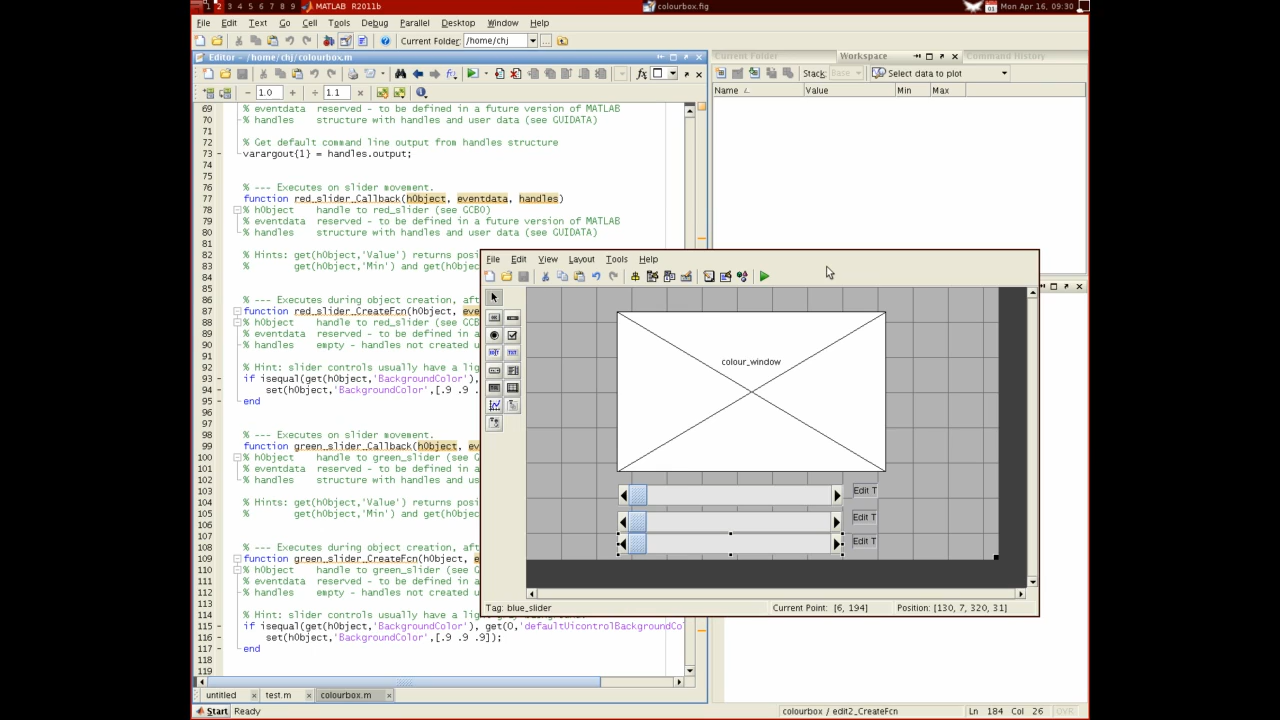 1 2 3 4 5 6 7 8 9 MATLAB R2011b
colourbox.fig
Mon Apr 16, 09:30
File Edit Text Go Cell Tools Debug Parallel Desktop Window Help
Current Folder: /home/chj
Editor - /home/chj/colourbox.m
Current Folder Workspace Command History
Stack: Base
Select data to plot
- 1.0 + ÷ 1.1 ×
Name Value Min Max
69 % eventdata  reserved - to be defined in a future version of MATLAB
70 % handles    structure with handles and user data (see GUIDATA)
71
72 % Get default command line output from handles structure
73 varargout{1} = handles.output;
74
75
76 % --- Executes on slider movement.
77 function red_slider_Callback(hObject, eventdata, handles)
78 % hObject    handle to red_slider (see GCBO)
79 % eventdata  reserved - to be defined in a future version of MATLAB
80 % handles    structure with handles and user data (see GUIDATA)
81
82 % Hints: get(hObject,'Value') returns posi
83 %        get(hObject,'Min') and get(hObje
84
85
86 % --- Executes during object creation, aft
87 function red_slider_CreateFcn(hObject, eve
88 % hObject    handle to red_slider (see GCB
89 % eventdata  reserved - to be defined in a
90 % handles    empty - handles not created u
91
92 % Hint: slider controls usually have a lig
93 if isequal(get(hObject,'BackgroundColor'),
94 set(hObject,'BackgroundColor',[.9 .9 .
95 end
96
97
98 % --- Executes on slider movement.
99 function green_slider_Callback(hObject, ev
100 % hObject    handle to green_slider (see G
101 % eventdata  reserved - to be defined in a
102 % handles    structure with handles and us
103
104 % Hints: get(hObject,'Value') returns posi
105 %        get(hObject,'Min') and get(hObje
106
107
108 % --- Executes during object creation, aft
109 function green_slider_CreateFcn(hObject, e
110 % hObject    handle to green_slider (see G
111 % eventdata  reserved - to be defined in a
112 % handles    empty - handles not created u
113
114 % Hint: slider controls usually have a lig
115 if isequal(get(hObject,'BackgroundColor'), get(0,'defaultUicontrolBackgroundCo
116 set(hObject,'BackgroundColor',[.9 .9 .9]);
117 end
118
119
File Edit View Layout Tools Help
colour_window
Edit T
Edit T
Edit T
Tag: blue_slider
Current Point: [6, 194]
Position: [130, 7, 320, 31]
untitled × test.m × colourbox.m ×
Start Ready
colourbox / edit2_CreateFcn
Ln 184 Col 26 OVR